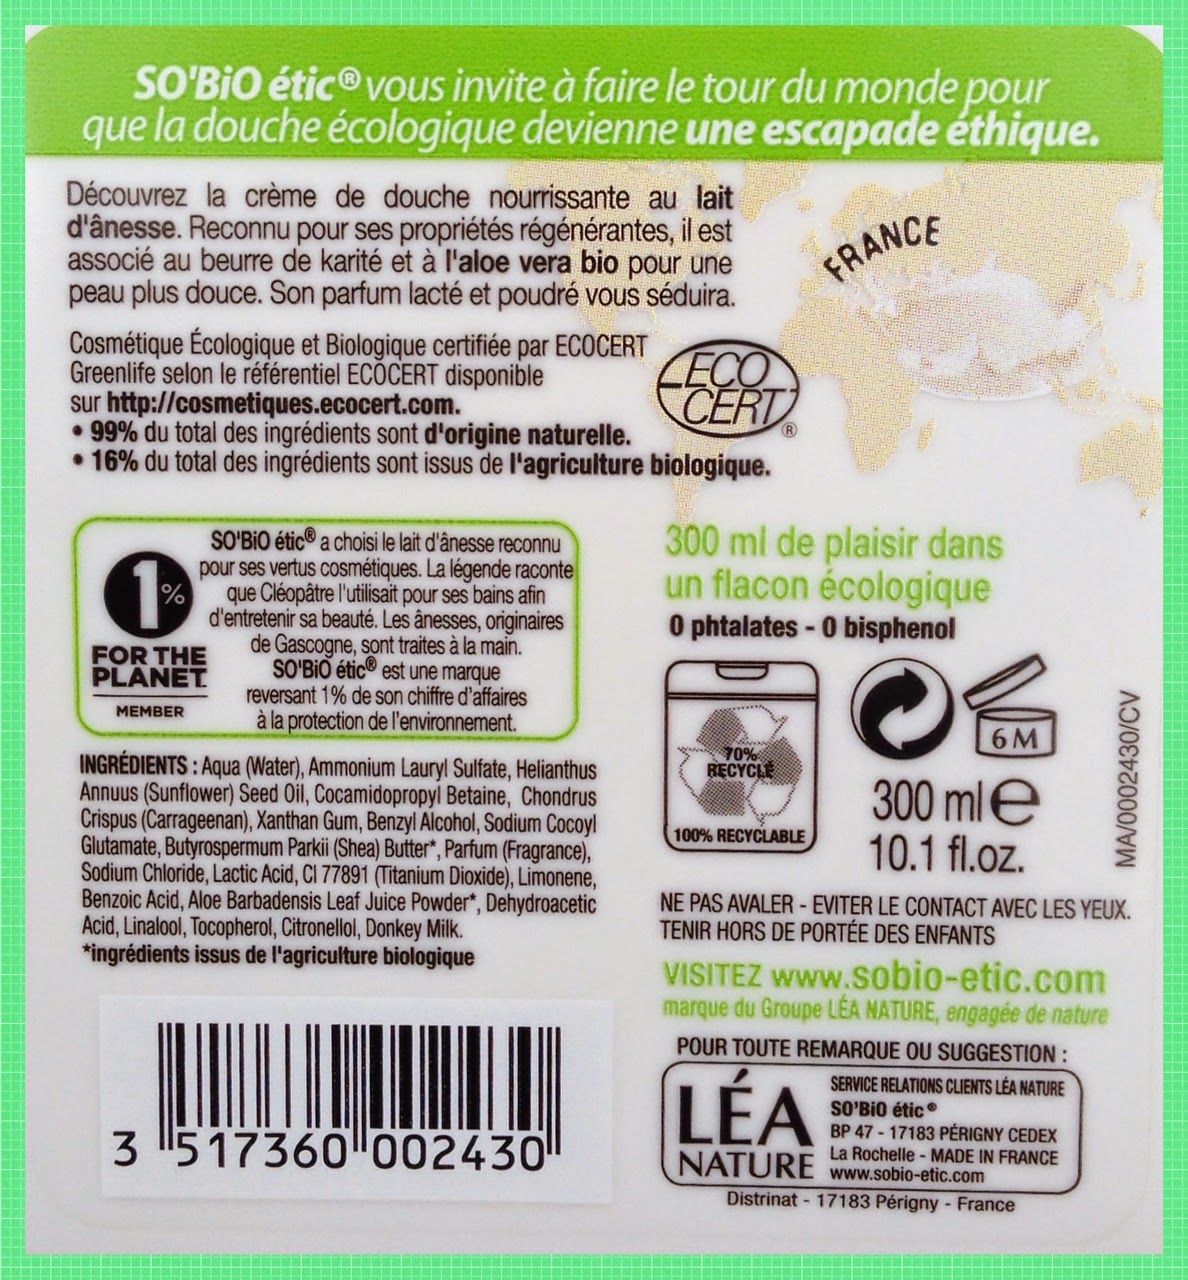 SO'BiO étic® vous invite à faire le tour du monde pour
que la douche écologique devienne une escapade éthique.
Découvrez la crème de douche nourrissante au lait
d'ânesse. Reconnu pour ses propriétés régénérantes, il est
associé au beurre de karité et à l'aloe vera bio pour une
peau plus douce. Son parfum lacté et poudré vous séduira.
FRANCE
Cosmétique Écologique et Biologique certifiée par ECOCERT
Greenlife selon le référentiel ECOCERT disponible
sur http://cosmetiques.ecocert.com.
• 99% du total des ingrédients sont d'origine naturelle.
• 16% du total des ingrédients sont issus de l'agriculture biologique.
ECO
CERT
®
1%
FOR THE
PLANET
MEMBER
SO'BiO étic® a choisi le lait d'ânesse reconnu
pour ses vertus cosmétiques. La légende raconte
que Cléopâtre l'utilisait pour ses bains afin
d'entretenir sa beauté. Les ânesses, originaires
de Gascogne, sont traites à la main.
SO'BiO étic® est une marque
reversant 1% de son chiffre d'affaires
à la protection de l'environnement.
300 ml de plaisir dans
un flacon écologique
0 phtalates - 0 bisphenol
70%
RECYCLÉ
100% RECYCLABLE
6 M
300 ml e
10.1 fl.oz.
MA/0002430/CV
INGRÉDIENTS : Aqua (Water), Ammonium Lauryl Sulfate, Helianthus
Annuus (Sunflower) Seed Oil, Cocamidopropyl Betaine, Chondrus
Crispus (Carrageenan), Xanthan Gum, Benzyl Alcohol, Sodium Cocoyl
Glutamate, Butyrospermum Parkii (Shea) Butter*, Parfum (Fragrance),
Sodium Chloride, Lactic Acid, CI 77891 (Titanium Dioxide), Limonene,
Benzoic Acid, Aloe Barbadensis Leaf Juice Powder*, Dehydroacetic
Acid, Linalool, Tocopherol, Citronellol, Donkey Milk.
*ingrédients issus de l'agriculture biologique
NE PAS AVALER - EVITER LE CONTACT AVEC LES YEUX.
TENIR HORS DE PORTÉE DES ENFANTS
VISITEZ www.sobio-etic.com
marque du Groupe LÉA NATURE, engagée de nature
POUR TOUTE REMARQUE OU SUGGESTION :
LÉA
NATURE
SERVICE RELATIONS CLIENTS LÉA NATURE
SO'BiO étic®
BP 47 - 17183 PÉRIGNY CEDEX
La Rochelle - MADE IN FRANCE
www.sobio-etic.com
Distrinat - 17183 Périgny - France
3 517360 002430